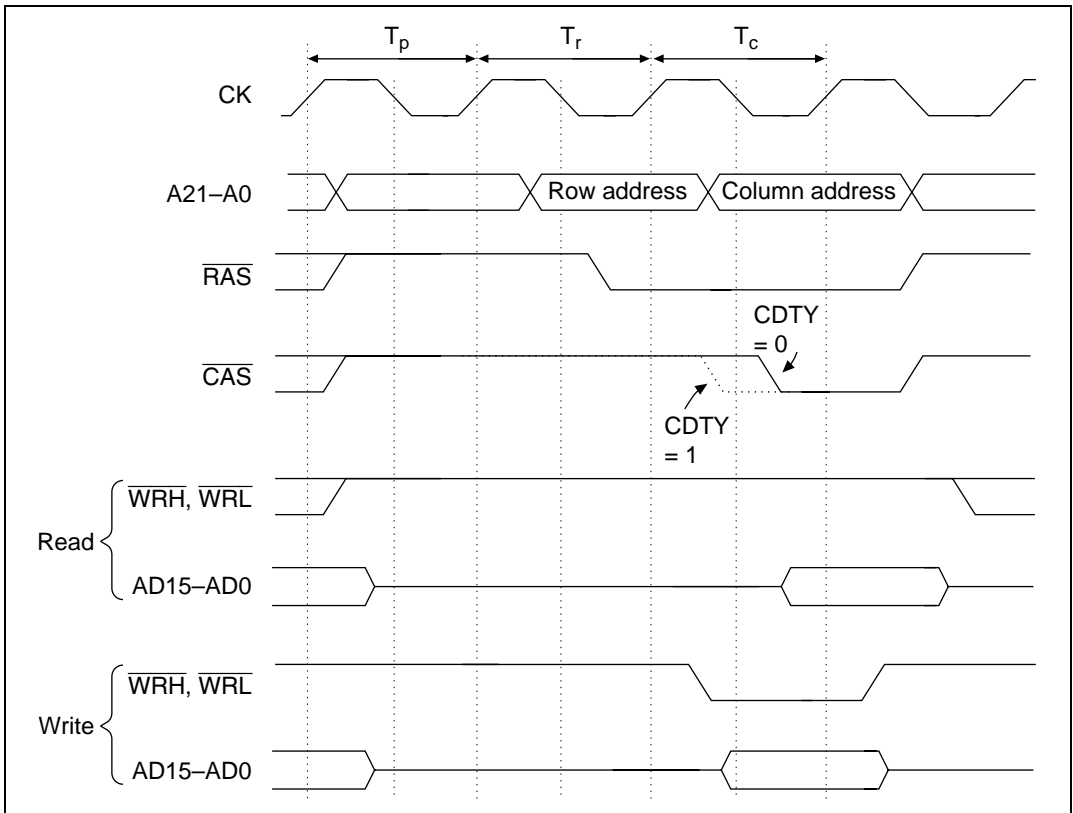 Tp Tr Tc
CK
A21–A0 Row address Column address
RAS
CDTY
= 0
CAS
CDTY
= 1
WRH, WRL
Read
AD15–AD0
WRH, WRL
Write
AD15–AD0